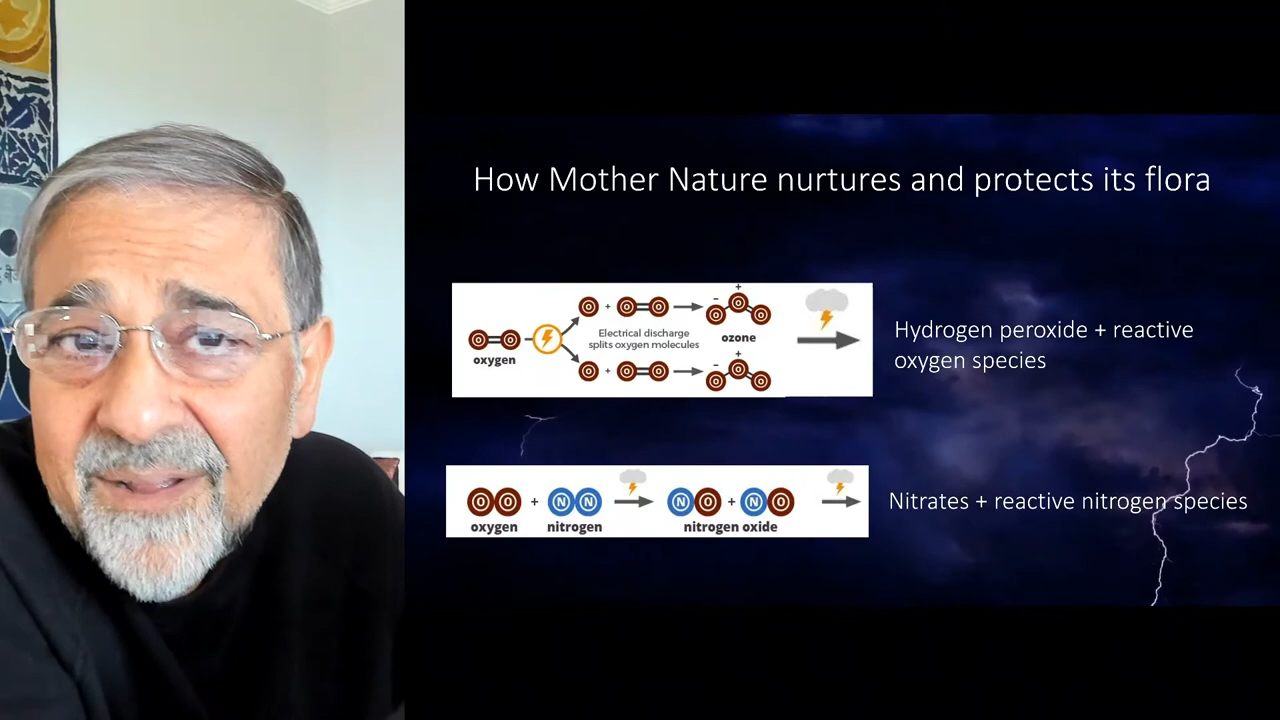 How Mother Nature nurtures and protects its flora
O + O=O
O=O
oxygen
Electrical discharge
splits oxygen molecules
O + O=O
- + O O O
ozone
- + O O O
Hydrogen peroxide + reactive
oxygen species
O O + N N
N O + N O
oxygen
nitrogen
nitrogen oxide
Nitrates + reactive nitrogen species